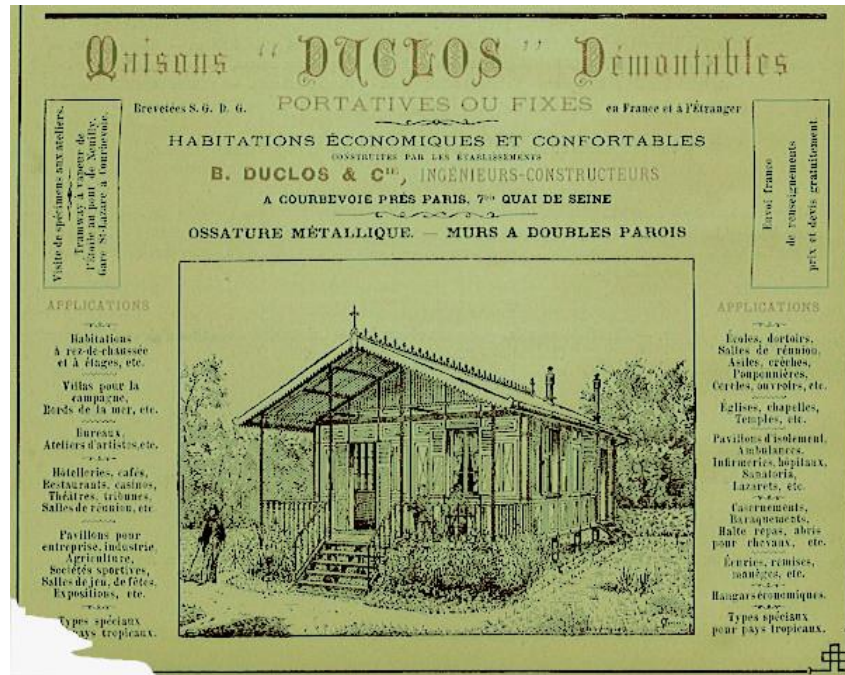 Maisons " DUCLOS " Démontables
Brevetées S. G. D. G. PORTATIVES OU FIXES en France et à l'Étranger
HABITATIONS ÉCONOMIQUES ET CONFORTABLES
CONSTRUITES PAR LES ETABLISSEMENTS
B. DUCLOS & Cie, INGÉNIEURS-CONSTRUCTEURS
A COURBEVOIE PRÈS PARIS, 7bis QUAI DE SEINE
OSSATURE MÉTALLIQUE. — MURS A DOUBLES PAROIS
Visite de spécimens aux ateliers.
Tramway à vapeur de
l'Étoile au pont de Neuilly.
Gare St-Lazare à Courbevoie.
Envoi franco
de renseignements
prix et devis gratuitement
APPLICATIONS
Habitations
à rez-de-chaussée
et à étages, etc.
Villas pour la
campagne,
Bords de la mer, etc.
Bureaux,
Ateliers d'artistes, etc.
Hôtelleries, cafés,
Restaurants, casinos,
Théâtres, tribunes,
Salles de réunion, etc.
Pavillons pour
entreprise, industrie,
Agriculture,
Sociétés sportives,
Salles de jeu, de fêtes,
Expositions, etc.
Types spéciaux
pays tropicaux.
APPLICATIONS
Écoles, dortoirs,
Salles de réunion,
Asiles, crèches,
Pouponnières,
Cercles, ouvroirs, etc.
Églises, chapelles,
Temples, etc.
Pavillons d'isolement,
Ambulances,
Infirmeries, hôpitaux,
Sanatoria,
Lazarets, etc.
Casernements,
Baraquements,
Halte repas, abris
pour chevaux, etc.
Écuries, remises,
manèges, etc.
Hangars économiques.
Types spéciaux
pour pays tropicaux.